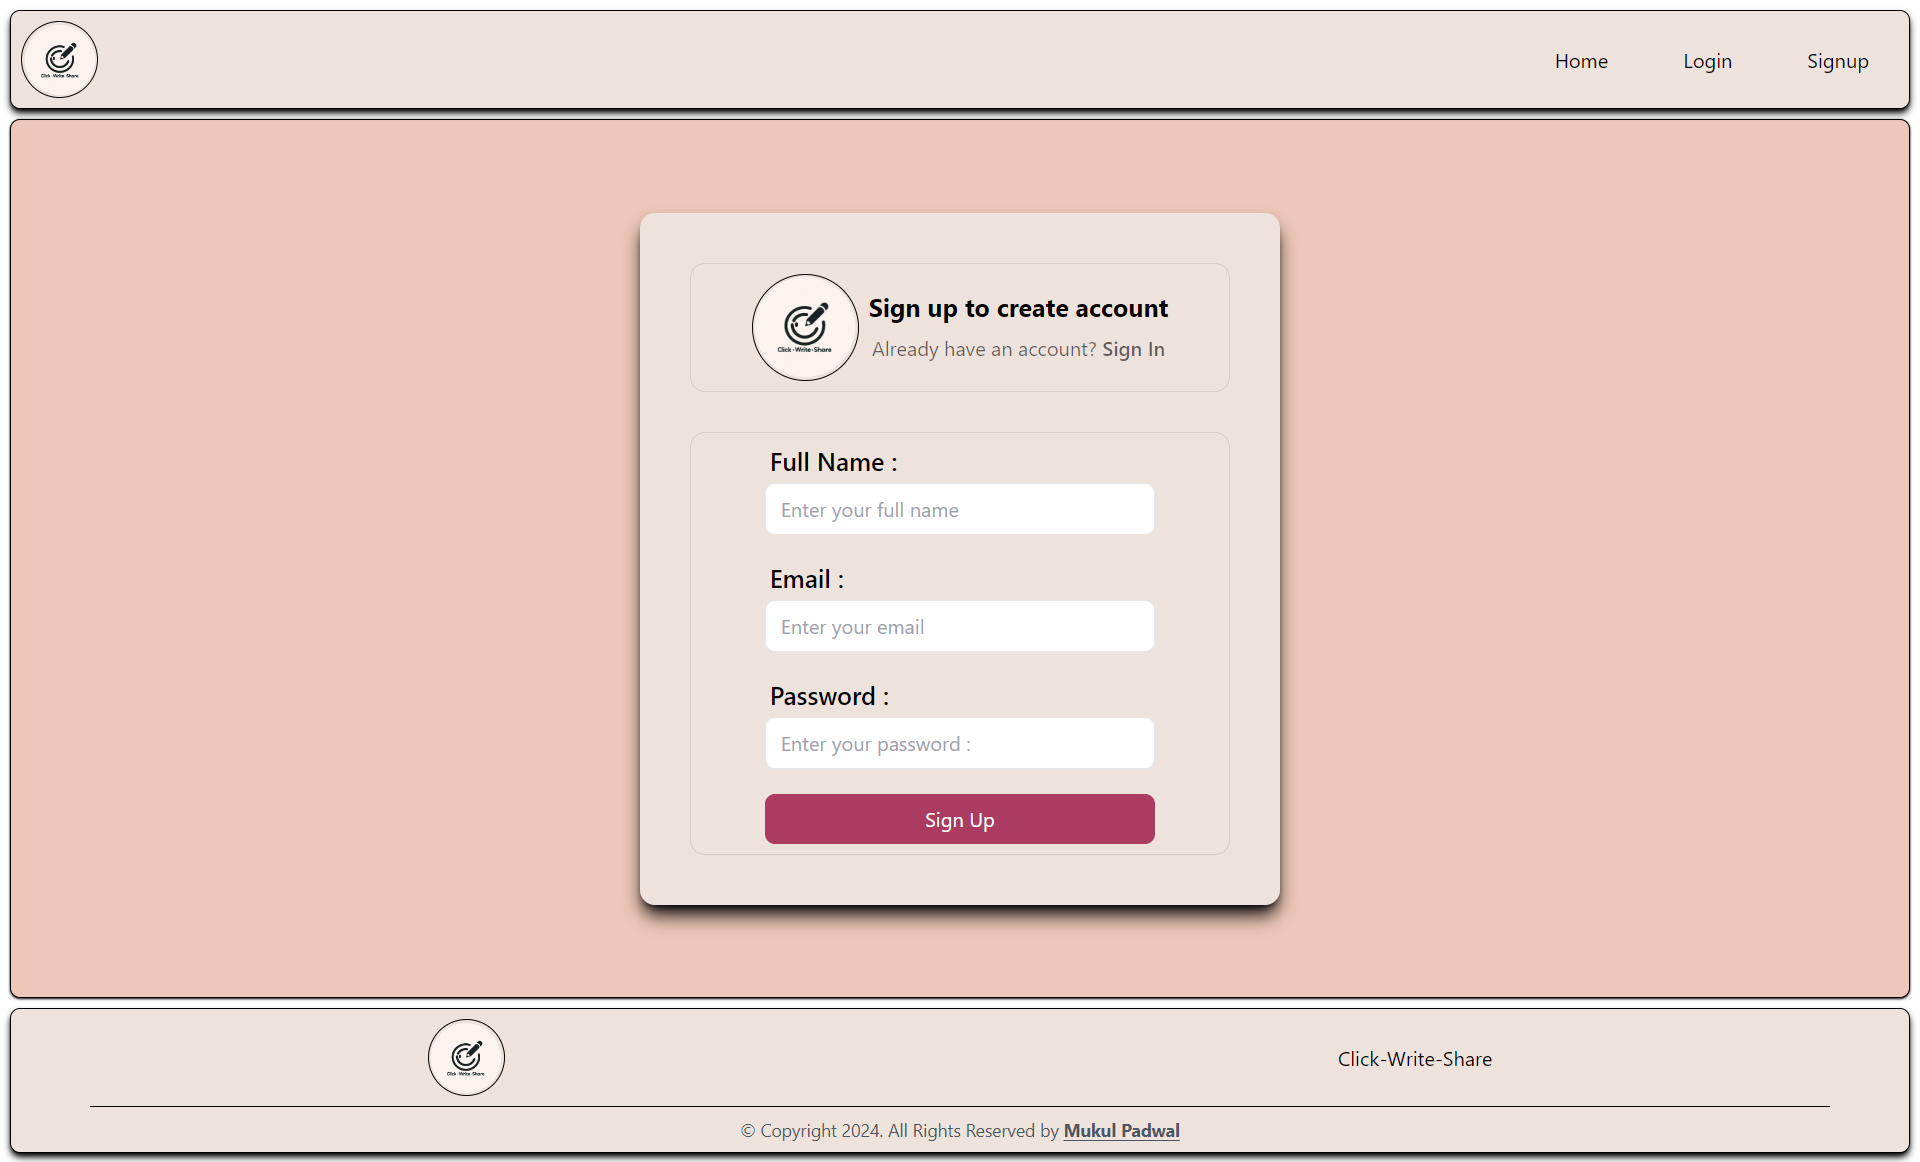 Click - Write - Share
Home
Login
Signup
Click - Write - Share
Sign up to create account
Already have an account? Sign In
Full Name :
Enter your full name
Email :
Enter your email
Password :
Enter your password :
Sign Up
Click - Write - Share
Click-Write-Share
© Copyright 2024. All Rights Reserved by Mukul Padwal